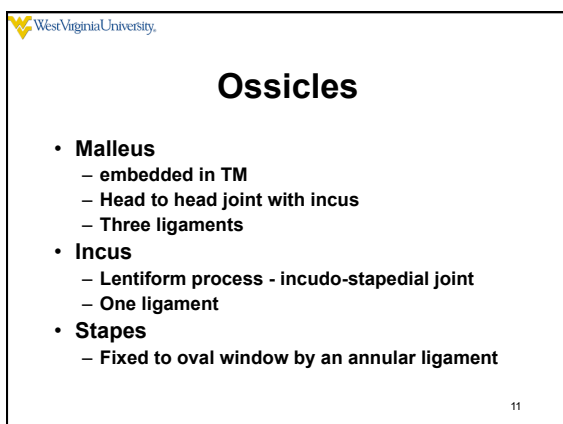 WestVirginiaUniversity,
Ossicles
• Malleus
– embedded in TM
– Head to head joint with incus
– Three ligaments
• Incus
– Lentiform process - incudo-stapedial joint
– One ligament
• Stapes
– Fixed to oval window by an annular ligament
11